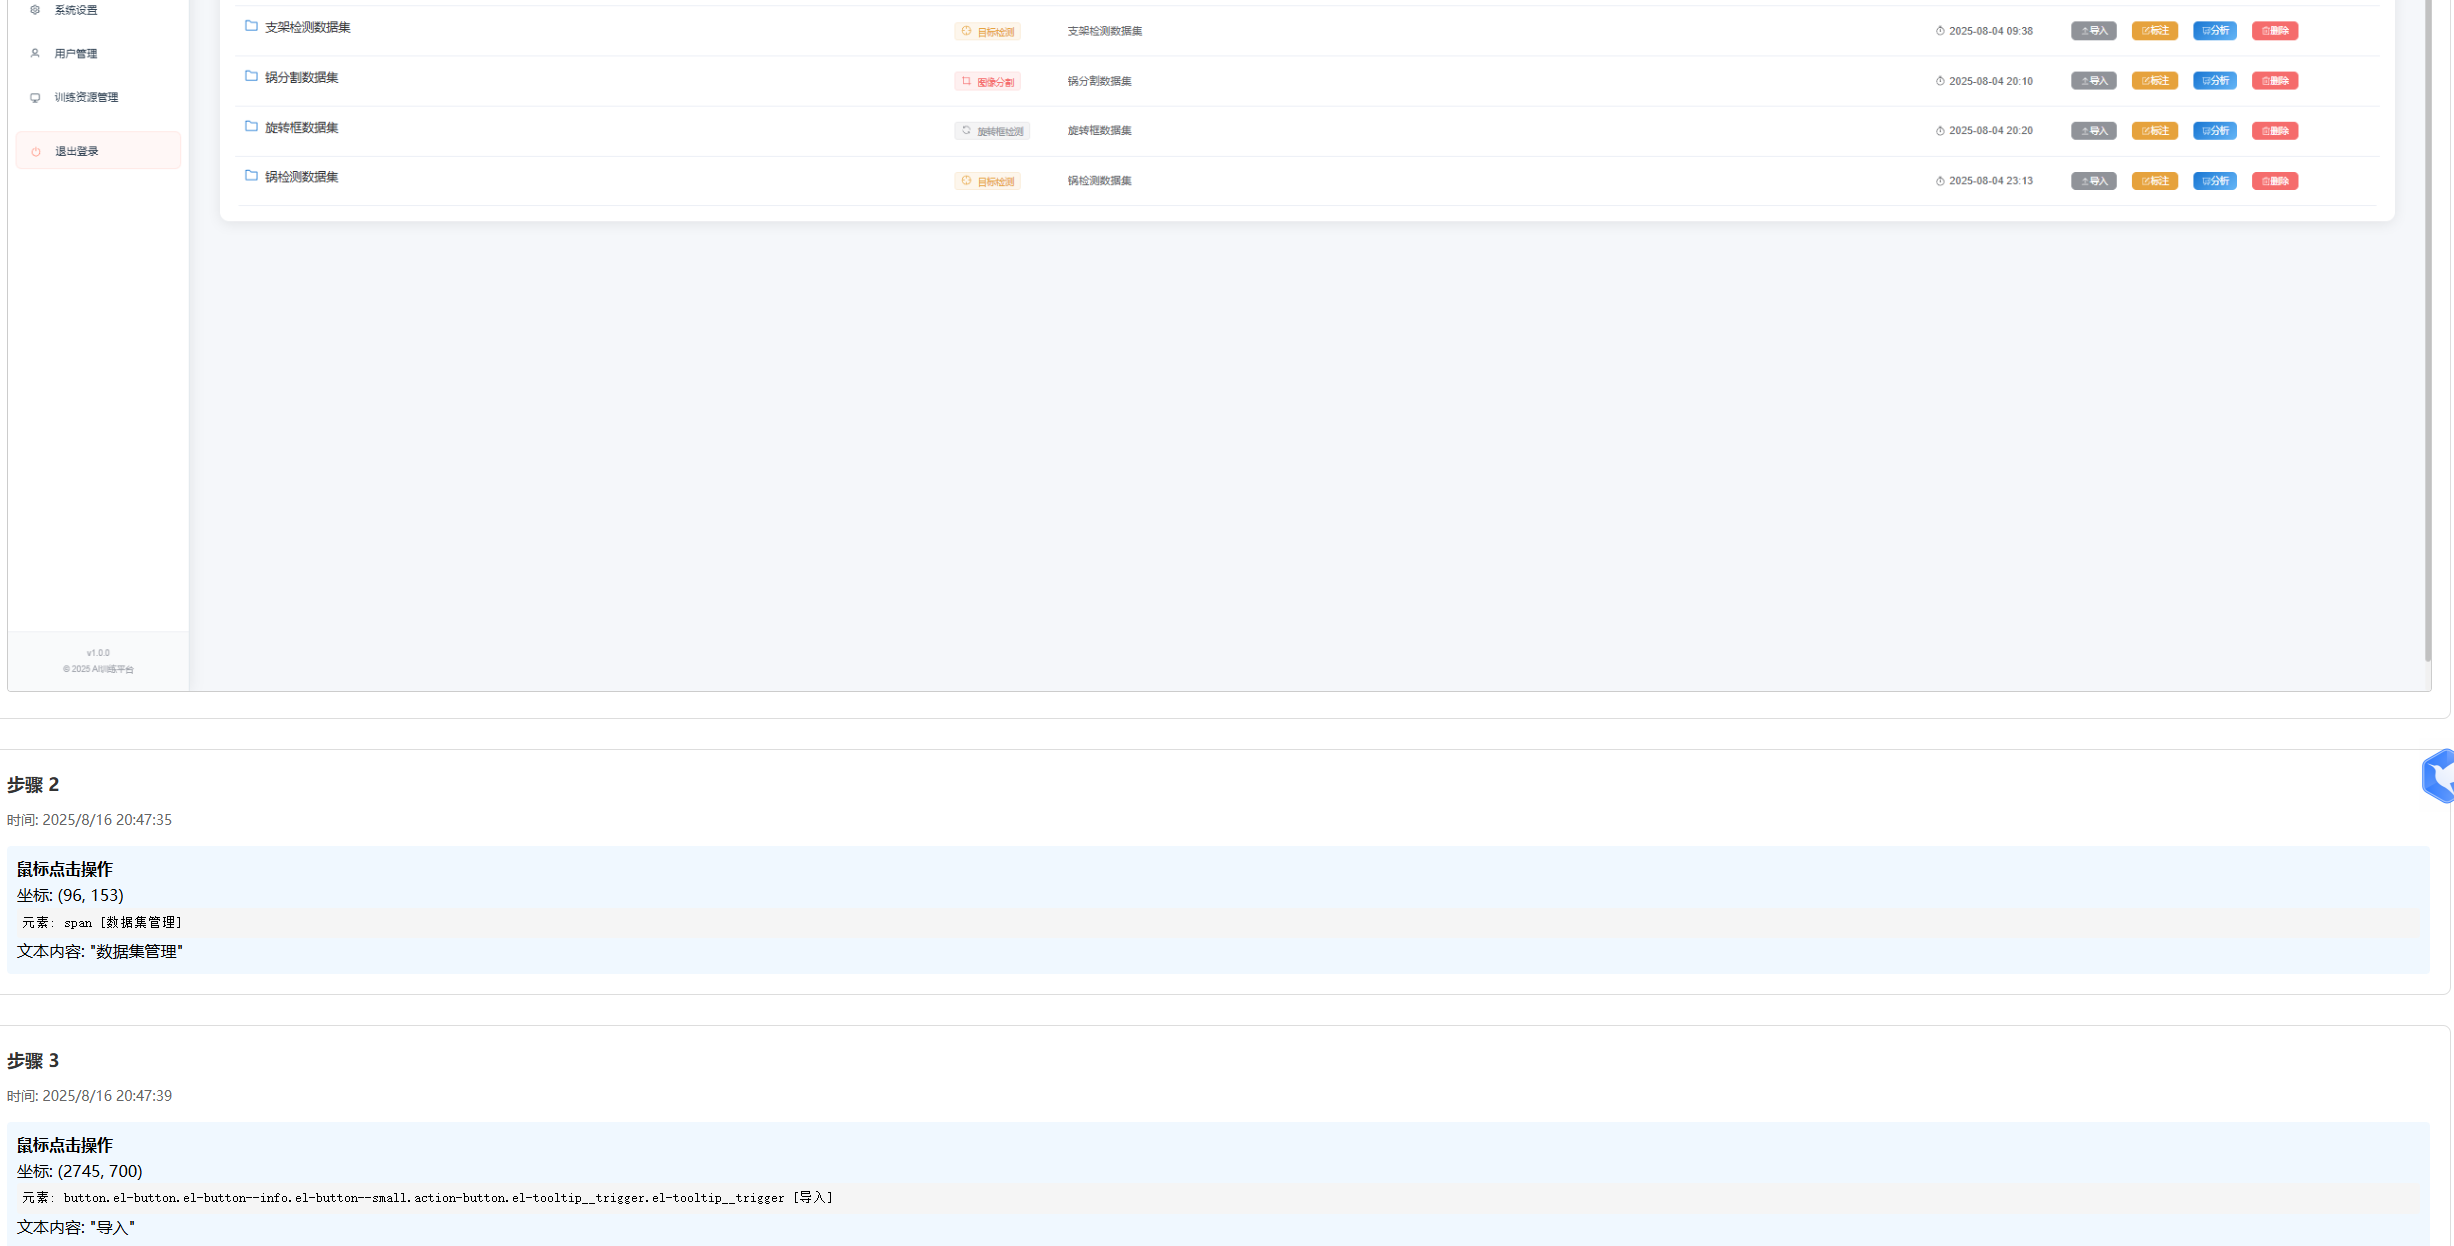 系统设置
用户管理
训练资源管理
退出登录
支架检测数据集 目标检测 支架检测数据集 2025-08-04 09:38 导入 标注 分析 删除
锅分割数据集 图像分割 锅分割数据集 2025-08-04 20:10 导入 标注 分析 删除
旋转框数据集 旋转框检测 旋转框数据集 2025-08-04 20:20 导入 标注 分析 删除
锅检测数据集 目标检测 锅检测数据集 2025-08-04 23:13 导入 标注 分析 删除
v1.0.0
© 2025 AI训练平台
步骤 2
时间: 2025/8/16 20:47:35
鼠标点击操作
坐标: (96, 153)
元素: span [数据集管理]
文本内容: "数据集管理"
步骤 3
时间: 2025/8/16 20:47:39
鼠标点击操作
坐标: (2745, 700)
元素: button.el-button.el-button--info.el-button--small.action-button.el-tooltip__trigger.el-tooltip__trigger [导入]
文本内容: "导入"